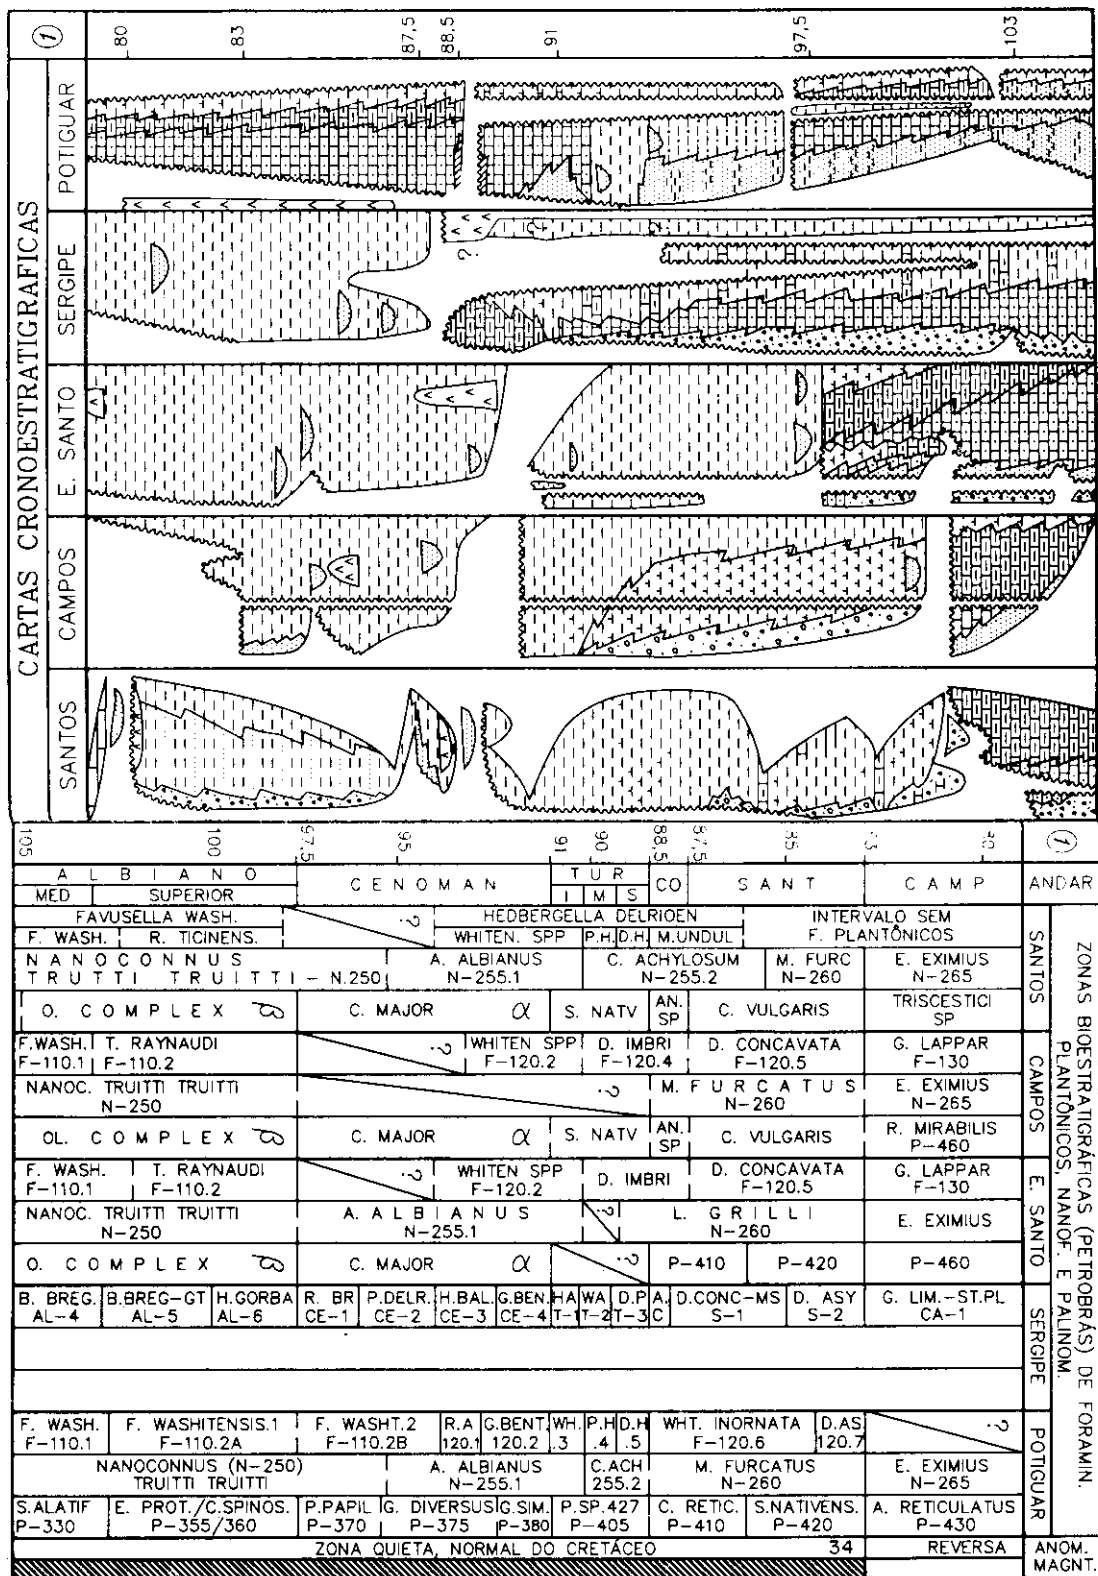 1
80
83
87,5
88.5
91
97,5
103
CARTAS CRONOESTRATIGRAFICAS
POTIGUAR
SERGIPE
E. SANTO
CAMPOS
SANTOS
105
100
97.5
95
91
90
88,5
87,5
85
80
1
A L B I A N O
CENOMAN
TUR
CO
SANT
CAMP
ANDAR
MED
SUPERIOR
I
M
S
ZONAS BIOESTRATIGRÁFICAS (PETROBRÁS) DE FORAMIN. PLANTÔNICOS, NANOF. E PALINOM.
SANTOS
FAVUSELLA WASH.
?
HEDBERGELLA DELRIOEN
INTERVALO SEM
F. PLANTÔNICOS
F. WASH.
R. TICINENS.
WHITEN. SPP
P.H.
D.H.
M.UNDUL
NANOCONNUS
TRUTTI TRUITTI - N.250
A. ALBIANUS
N-255.1
C. ACHYLOSUM
N-255.2
M. FURC
N-260
E. EXIMIUS
N-265
O. COMPLEX
C. MAJOR
α
S. NATV
AN.
SP
C. VULGARIS
TRISCESTICI
SP
CAMPOS
F.WASH.
F-110.1
T. RAYNAUDI
F-110.2
?
WHITEN SPP
F-120.2
D. IMBRI
F-120.4
D. CONCAVATA
F-120.5
G. LAPPAR
F-130
NANOC. TRUITTI TRUITTI
N-250
?
M. FURCATUS
N-260
E. EXIMIUS
N-265
OL. COMPLEX
C. MAJOR
α
S. NATV
AN.
SP
C. VULGARIS
R. MIRABILIS
P-460
E. SANTO
F. WASH.
F-110.1
T. RAYNAUDI
F-110.2
?
WHITEN SPP
F-120.2
D. IMBRI
D. CONCAVATA
F-120.5
G. LAPPAR
F-130
NANOC. TRUITTI TRUITTI
N-250
A. ALBIANUS
N-255.1
?
L. GRILLI
N-260
E. EXIMIUS
O. COMPLEX
C. MAJOR
α
?
P-410
P-420
P-460
SERGIPE
B. BREG.
AL-4
B.BREG-GT
AL-5
H.GORBA
AL-6
R. BR
CE-1
P.DELR.
CE-2
H.BAL.
CE-3
G.BEN.
CE-4
HA
T-1
WA
T-2
D.P
T-3
A.
C
D.CONC-MS
S-1
D. ASY
S-2
G. LIM.-ST.PL
CA-1
POTIGUAR
F. WASH.
F-110.1
F. WASHITENSIS.1
F-110.2A
F. WASHT.2
F-110.2B
R.A
120.1
G.BENT
120.2
WH.
.3
P.H
.4
D.H
.5
WHT. INORNATA
F-120.6
D.AS
120.7
?
NANOCONNUS (N-250)
TRUITTI TRUITTI
A. ALBIANUS
N-255.1
C.ACH
255.2
M. FURCATUS
N-260
E. EXIMIUS
N-265
S.ALATIF
P-330
E. PROT./C.SPINOS.
P-355/360
P.PAPIL
P-370
G. DIVERSUS
P-375
G.SIM.
P-380
P.SP.427
P-405
C. RETIC.
P-410
S.NATIVENS.
P-420
A. RETICULATUS
P-430
ZONA QUIETA, NORMAL DO CRETÁCEO
34
REVERSA
ANOM.
MAGNT.